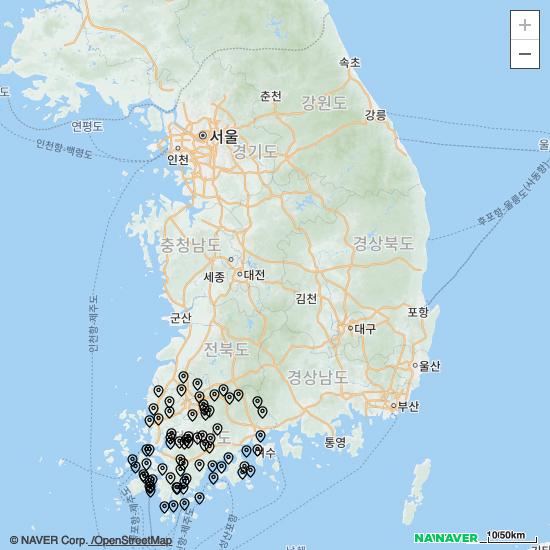 +
−
속초
춘천
강원도
강릉
도
연평도
서울
울
인천항-백령도
인천
경기도
후포항-울릉도(사동항)
충청남도
경상북도
세종
대전
김천
인천항-제주도
군산
포항
대구
전북도
울산
경상남도
부산
도
통영
여수
NAVER
10/50km
© NAVER Corp. /OpenStreetMap